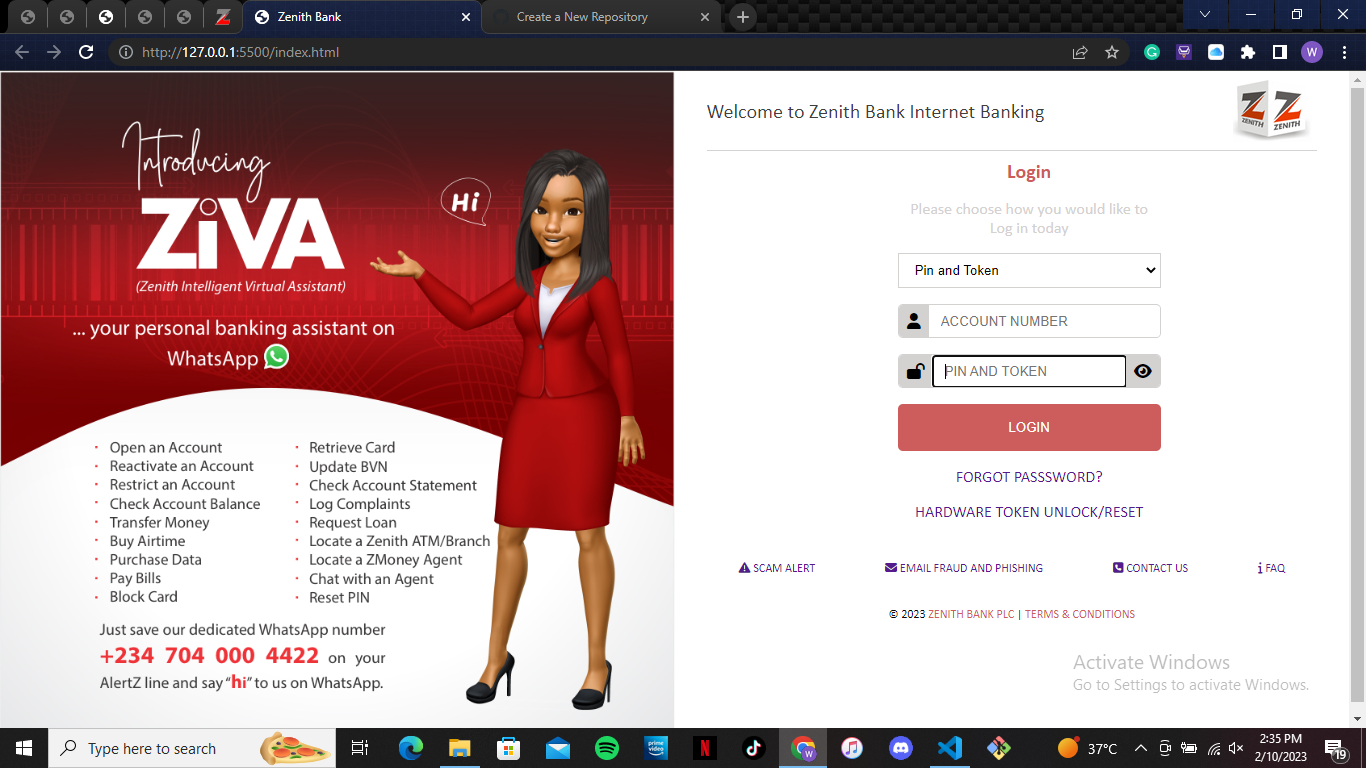 Zenith Bank
Create a New Repository
http://127.0.0.1:5500/index.html
W
Introducing
ZiVA
(Zenith Intelligent Virtual Assistant)
... your personal banking assistant on
WhatsApp
Hi
Open an Account
Reactivate an Account
Restrict an Account
Check Account Balance
Transfer Money
Buy Airtime
Purchase Data
Pay Bills
Block Card
Retrieve Card
Update BVN
Check Account Statement
Log Complaints
Request Loan
Locate a Zenith ATM/Branch
Locate a ZMoney Agent
Chat with an Agent
Reset PIN
Just save our dedicated WhatsApp number
+234 704 000 4422 on your
AlertZ line and say “hi” to us on WhatsApp.
Welcome to Zenith Bank Internet Banking
ZENITH ZENITH
Login
Please choose how you would like to
Log in today
Pin and Token
ACCOUNT NUMBER
PIN AND TOKEN
LOGIN
FORGOT PASSSWORD?
HARDWARE TOKEN UNLOCK/RESET
SCAM ALERT EMAIL FRAUD AND PHISHING CONTACT US FAQ
© 2023 ZENITH BANK PLC | TERMS & CONDITIONS
Activate Windows
Go to Settings to activate Windows.
Type here to search
prime video
N
W
37°C
2:35 PM
2/10/2023
19